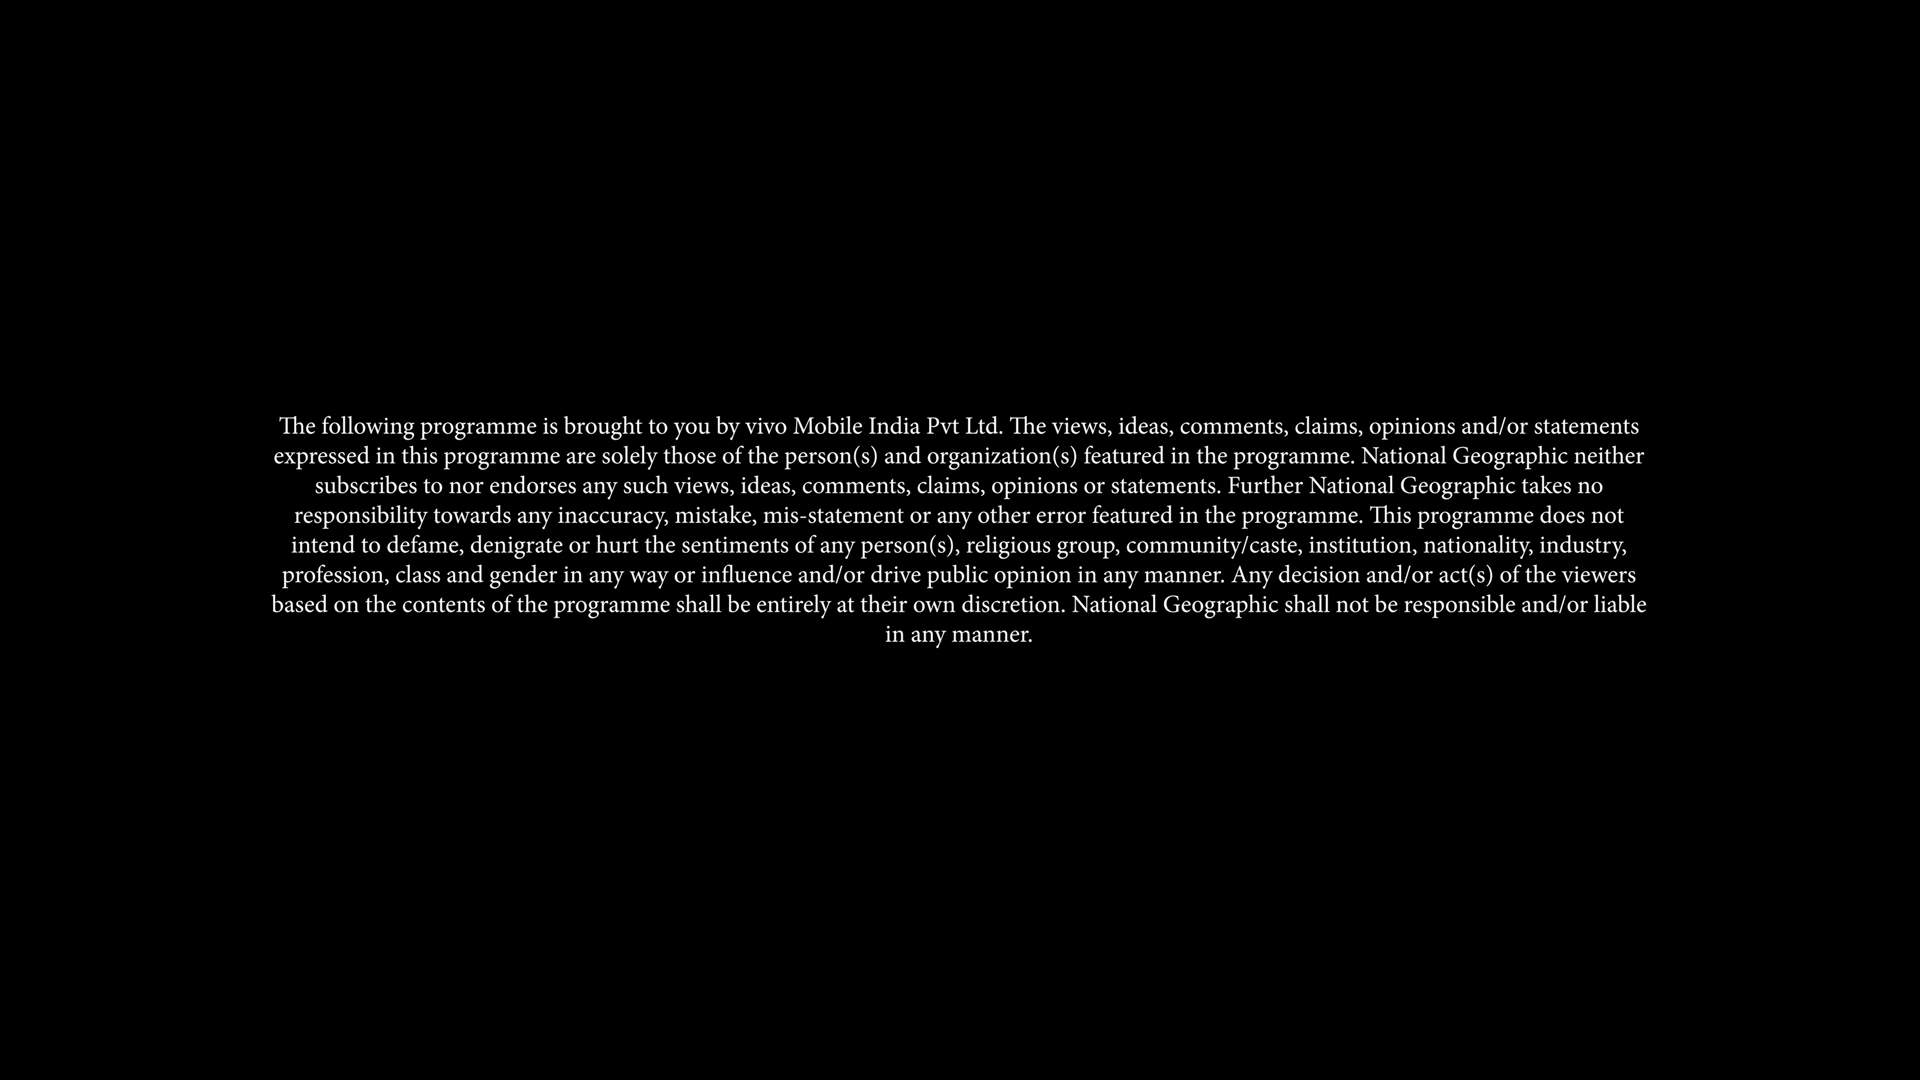 The following programme is brought to you by vivo Mobile India Pvt Ltd. The views, ideas, comments, claims, opinions and/or statements
expressed in this programme are solely those of the person(s) and organization(s) featured in the programme. National Geographic neither
subscribes to nor endorses any such views, ideas, comments, claims, opinions or statements. Further National Geographic takes no
responsibility towards any inaccuracy, mistake, mis-statement or any other error featured in the programme. This programme does not
intend to defame, denigrate or hurt the sentiments of any person(s), religious group, community/caste, institution, nationality, industry,
profession, class and gender in any way or influence and/or drive public opinion in any manner. Any decision and/or act(s) of the viewers
based on the contents of the programme shall be entirely at their own discretion. National Geographic shall not be responsible and/or liable
in any manner.